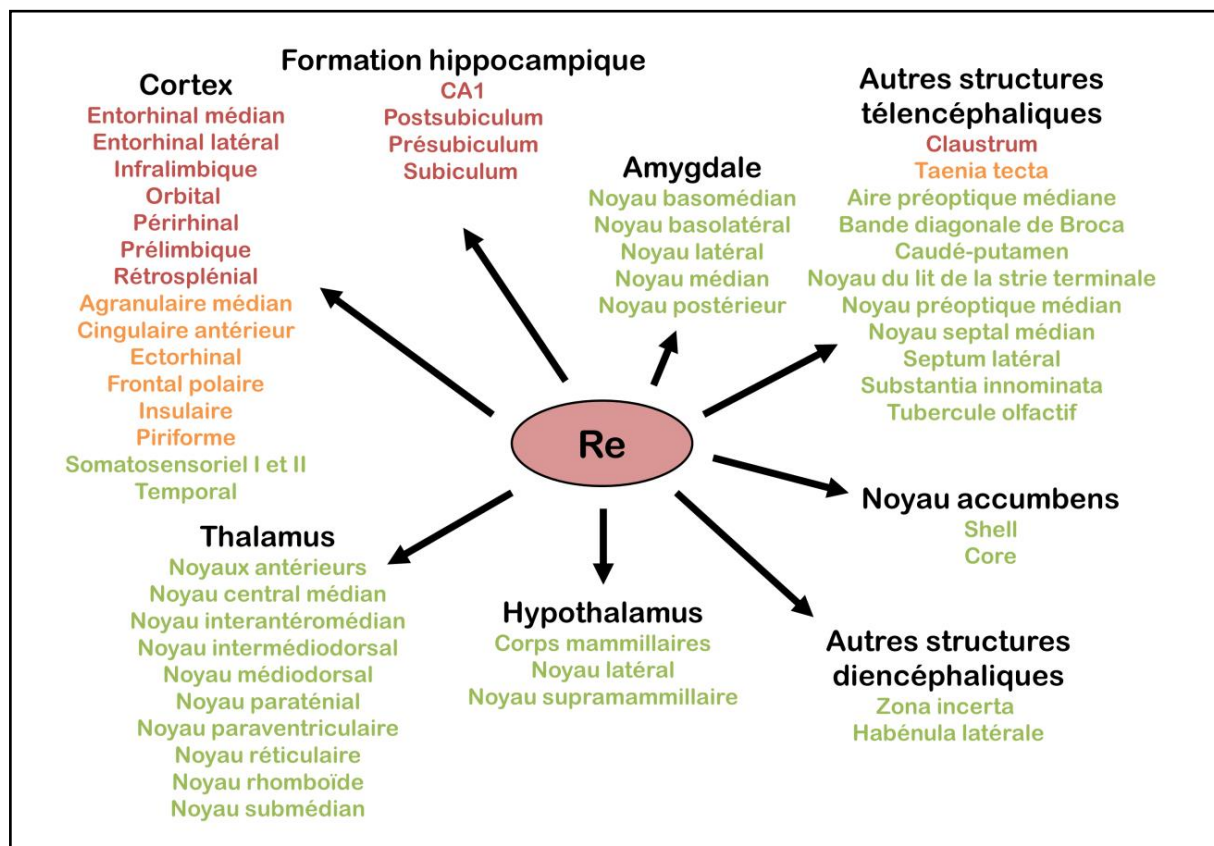 Cortex
Entorhinal médian
Entorhinal latéral
Infralimbique
Orbital
Périrhinal
Prélimbique
Rétrosplénial
Agranulaire médian
Cingulaire antérieur
Ectorhinal
Frontal polaire
Insulaire
Piriforme
Somatosensoriel I et II
Temporal
Formation hippocampique
CA1
Postsubiculum
Présubiculum
Subiculum
Amygdale
Noyau basomédian
Noyau basolatéral
Noyau latéral
Noyau médian
Noyau postérieur
Autres structures
télencéphaliques
Claustrum
Taenia tecta
Aire préoptique médiane
Bande diagonale de Broca
Caudé-putamen
Noyau du lit de la strie terminale
Noyau préoptique médian
Noyau septal médian
Septum latéral
Substantia innominata
Tubercule olfactif
Re
Noyau accumbens
Shell
Core
Thalamus
Noyaux antérieurs
Noyau central médian
Noyau interantéromédian
Noyau intermédiodorsal
Noyau médiodorsal
Noyau paraténial
Noyau paraventriculaire
Noyau réticulaire
Noyau rhomboïde
Noyau submédian
Hypothalamus
Corps mammillaires
Noyau latéral
Noyau supramammillaire
Autres structures
diencéphaliques
Zona incerta
Habénula latérale